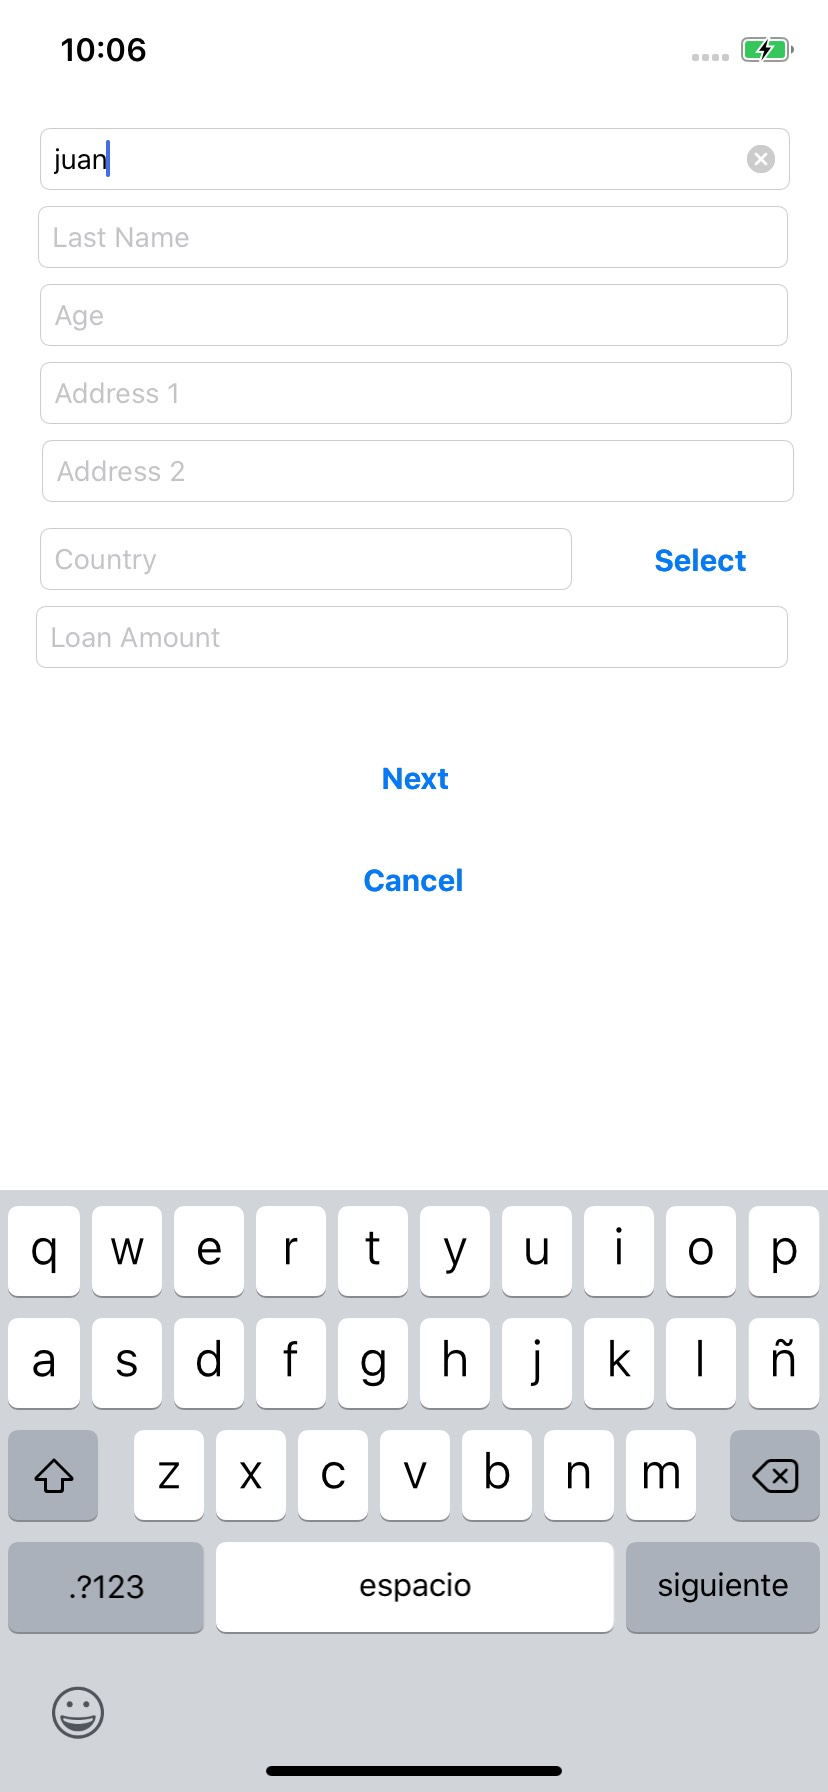 10:06
juan
Last Name
Age
Address 1
Address 2
Country Select
Loan Amount
Next
Cancel
q w e r t y u i o p
a s d f g h j k l ñ
z x c v b n m
.?123 espacio siguiente